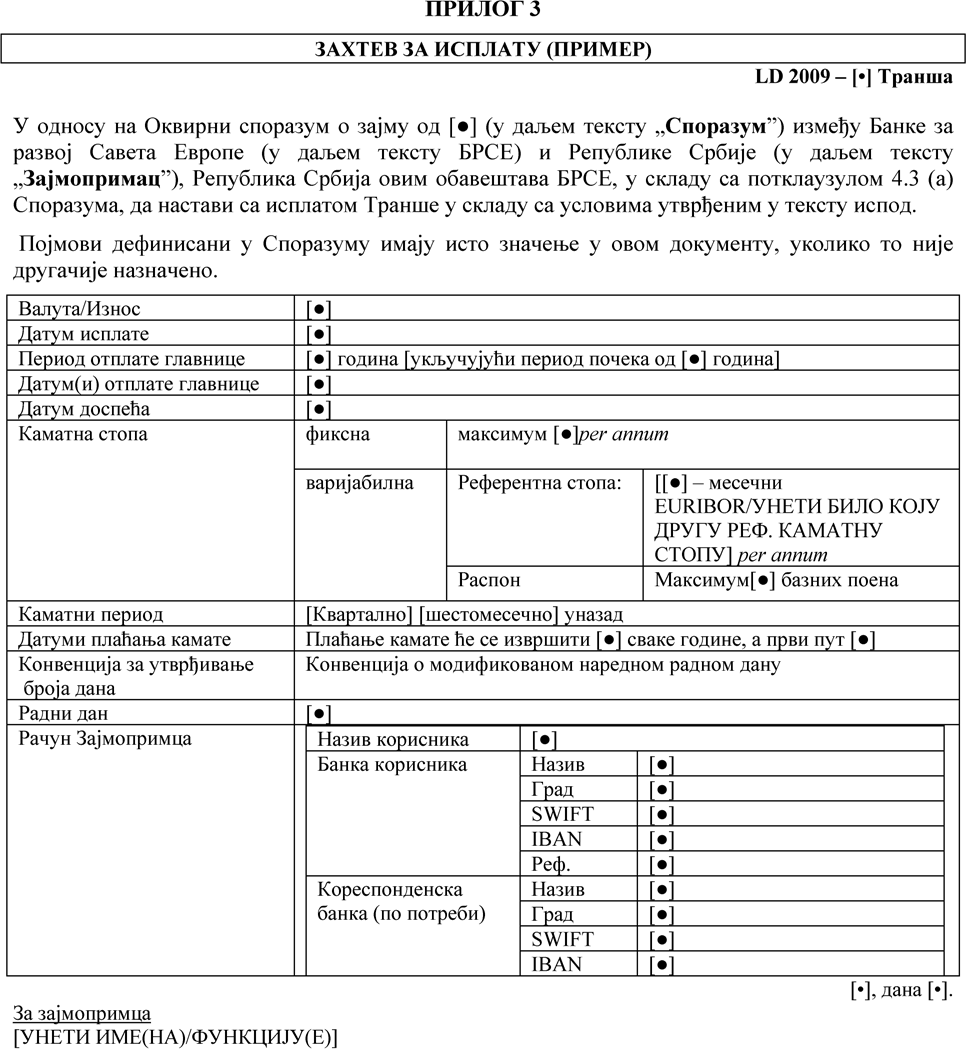 ПРИЛОГ 3
ЗАХТЕВ ЗА ИСПЛАТУ (ПРИМЕР)
LD 2009 – [•] Транша
У односу на Оквирни споразум о зајму од [●] (у даљем тексту „Споразум”) између Банке за
развој Савета Европе (у даљем тексту БРСЕ) и Републике Србије (у даљем тексту
„Зајмопримац”), Република Србија овим обавештава БРСЕ, у складу са потклаузулом 4.3 (а)
Споразума, да настави са исплатом Транше у складу са условима утврђеним у тексту испод.
Појмови дефинисани у Споразуму имају исто значење у овом документу, уколико то није
другачије назначено.
Валута/Износ [●]
Датум исплате [●]
Период отплате главнице [●] година [укључујући период почека од [●] година]
Датум(и) отплате главнице [●]
Датум доспећа [●]
Каматна стопа фиксна максимум [●]per annum
варијабилна Референтна стопа: [[●] – месечни
EURIBOR/УНЕТИ БИЛО КОЈУ
ДРУГУ РЕФ. КАМАТНУ
СТОПУ] per annum
Распон Максимум[●] базних поена
Каматни период [Квартално] [шестомесечно] уназад
Датуми плаћања камате Плаћање камате ће се извршити [●] сваке године, а први пут [●]
Конвенција за утврђивање Конвенција о модификованом наредном радном дану
броја дана
Радни дан [●]
Рачун Зајмопримца Назив корисника [●]
Банка корисника Назив [●]
Град [●]
SWIFT [●]
IBAN [●]
Реф. [●]
Кореспонденска Назив [●]
банка (по потреби) Град [●]
SWIFT [●]
IBAN [●]
[•], дана [•].
За зајмопримца
[УНЕТИ ИМЕ(НА)/ФУНКЦИЈУ(Е)]